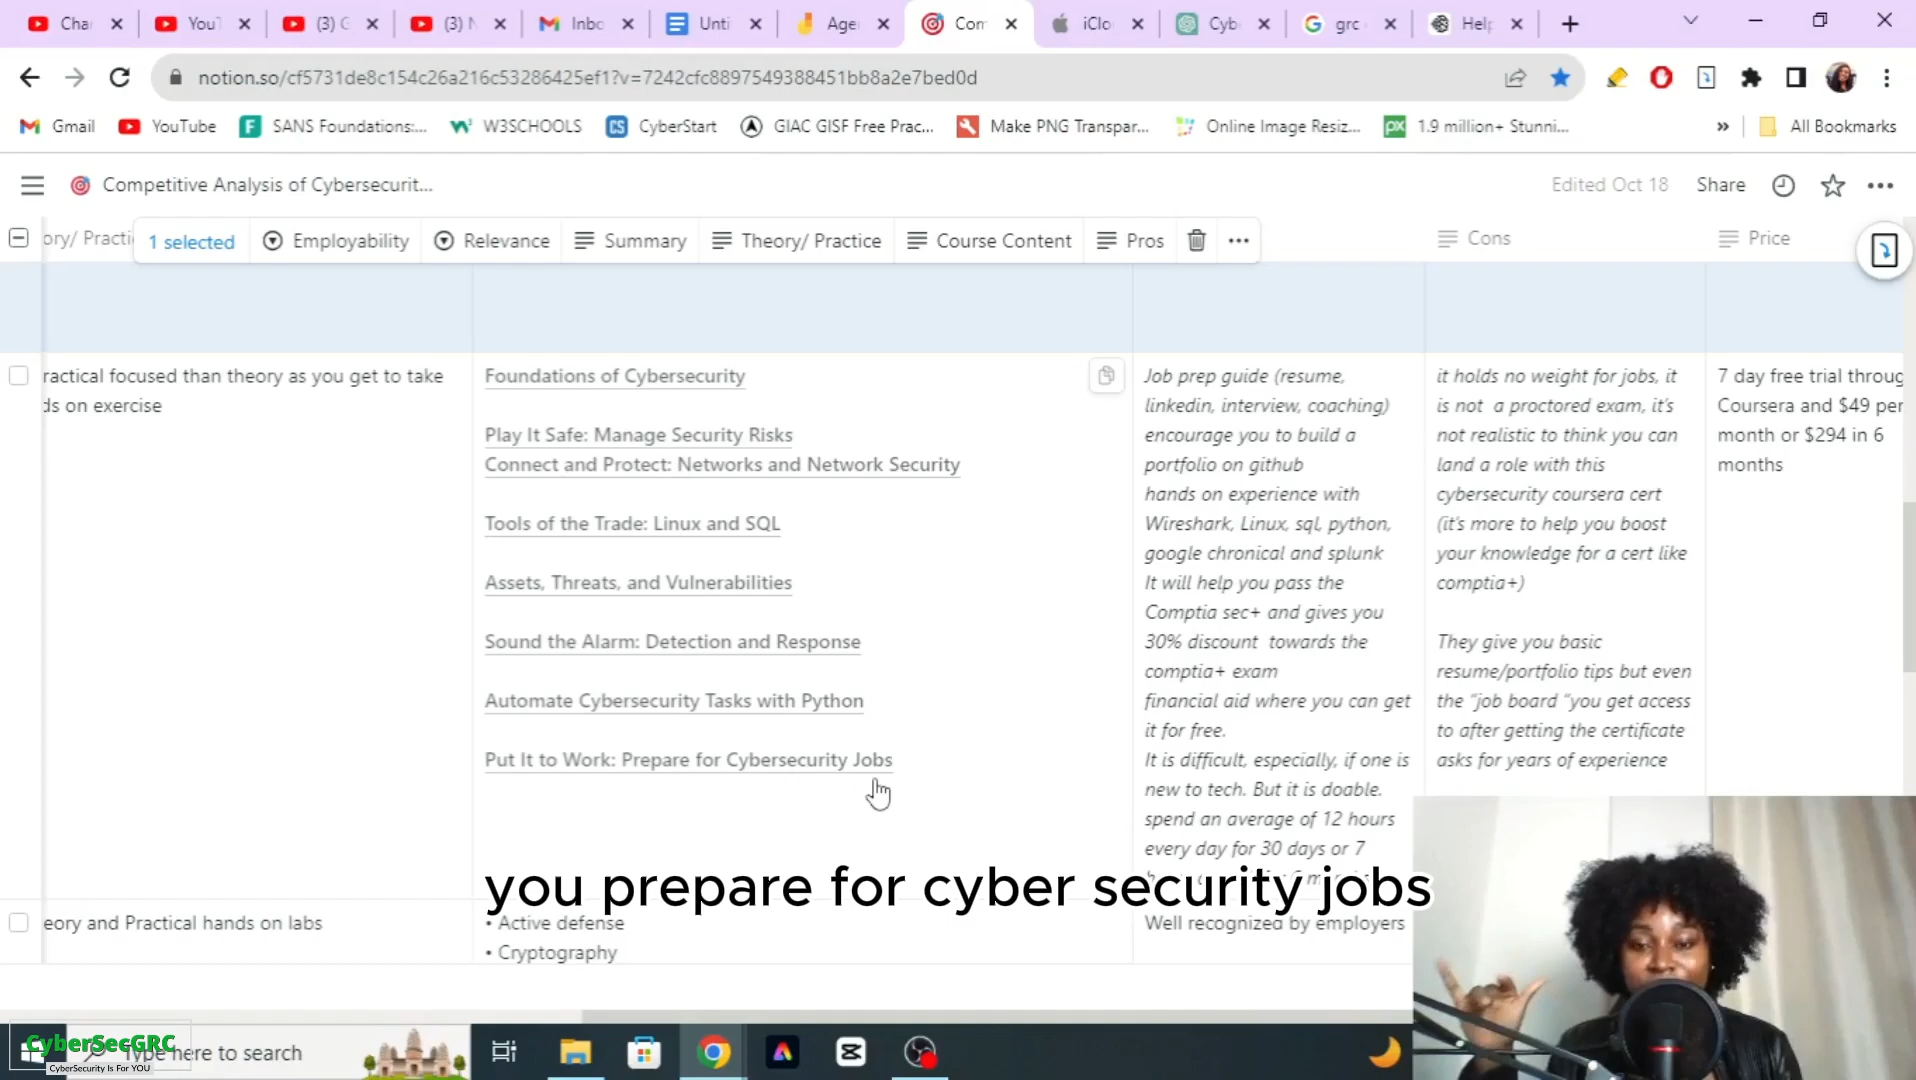 Cha
YouT
(3) G
(3) N
Inbo
Unti
Age
Com
iClo
Cyb
grc
Help
notion.so/cf5731de8c154c26a216c53286425ef1?v=7242cfc8897549388451bb8a2e7bed0d
Gmail
YouTube
SANS Foundations:...
W3SCHOOLS
CyberStart
GIAC GISF Free Prac...
Make PNG Transpar...
Online Image Resiz...
1.9 million+ Stunni...
»
All Bookmarks
Competitive Analysis of Cybersecurit...
Edited Oct 18
Share
ory/ Practi
1 selected
Employability
Relevance
Summary
Theory/ Practice
Course Content
Pros
Cons
Price
ractical focused than theory as you get to take
ds on exercise
Foundations of Cybersecurity
Play It Safe: Manage Security Risks
Connect and Protect: Networks and Network Security
Tools of the Trade: Linux and SQL
Assets, Threats, and Vulnerabilities
Sound the Alarm: Detection and Response
Automate Cybersecurity Tasks with Python
Put It to Work: Prepare for Cybersecurity Jobs
Job prep guide (resume,
linkedin, interview, coaching)
encourage you to build a
portfolio on github
hands on experience with
Wireshark, Linux, sql, python,
google chronical and splunk
It will help you pass the
Comptia sec+ and gives you
30% discount towards the
comptia+ exam
financial aid where you can get
it for free.
It is difficult, especially, if one is
new to tech. But it is doable.
spend an average of 12 hours
every day for 30 days or 7
it holds no weight for jobs, it
is not a proctored exam, it's
not realistic to think you can
land a role with this
cybersecurity coursera cert
(it's more to help you boost
your knowledge for a cert like
comptia+)
They give you basic
resume/portfolio tips but even
the "job board "you get access
to after getting the certificate
asks for years of experience
7 day free trial throug
Coursera and $49 per
month or $294 in 6
months
you prepare for cyber security jobs
eory and Practical hands on labs
• Active defense
• Cryptography
Well recognized by employers
CyberSecGRC
CyberSecurity Is For YOU
Type here to search